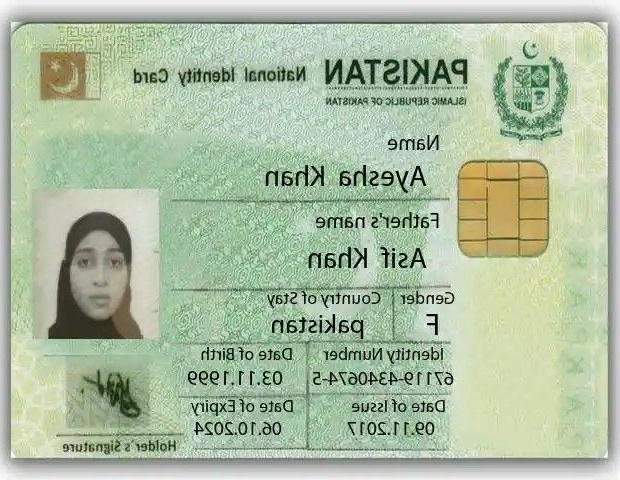 PAKISTAN National Identity Card
ISLAMIC REPUBLIC OF PAKISTAN
Name
Ayesha Khan
Father's name
Asif Khan
Gender Country of Stay
F pakistan
Identity Number Date of Birth
67119-4340674-5 03.11.1999
Date of Issue Date of Expiry
09.11.2017 06.10.2024
Holder's Signature